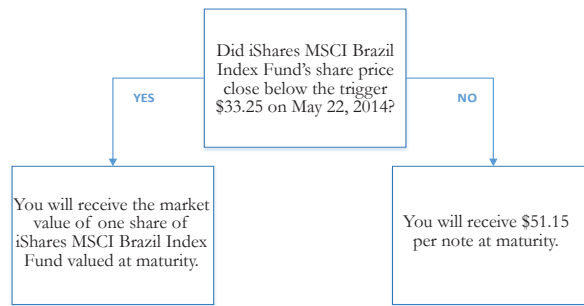 Did iShares MSCI Brazil
Index Fund's share price
close below the trigger
$33.25 on May 22, 2014?
YES
NO
You will receive the market
value of one share of
iShares MSCI Brazil Index
Fund valued at maturity.
You will receive $51.15
per note at maturity.